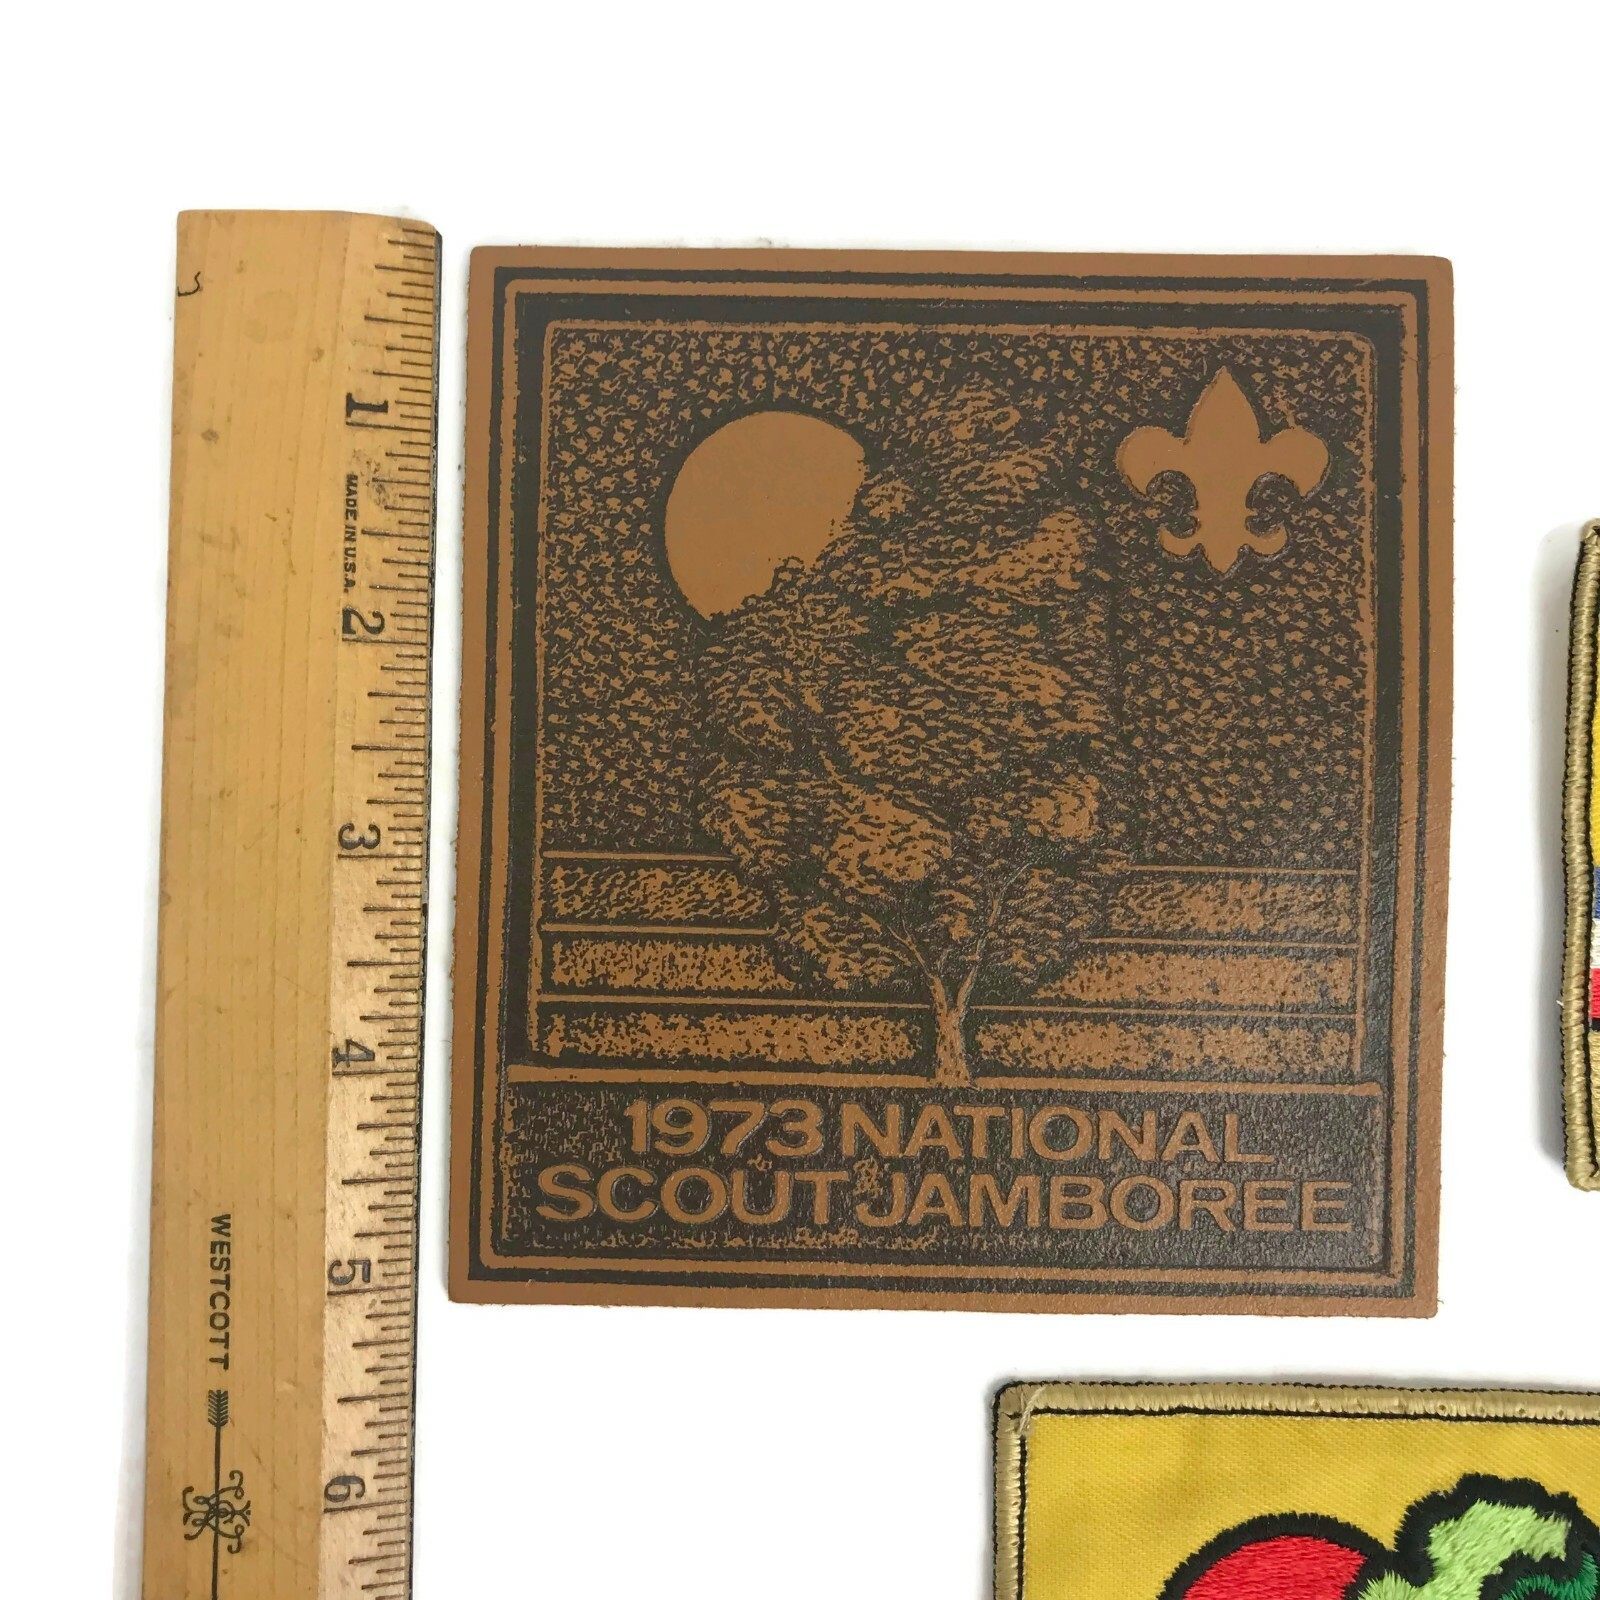 1
MADE IN U.S.A.
2
3
4
5
6
WESTCOTT
1973 NATIONAL
SCOUT JAMBOREE